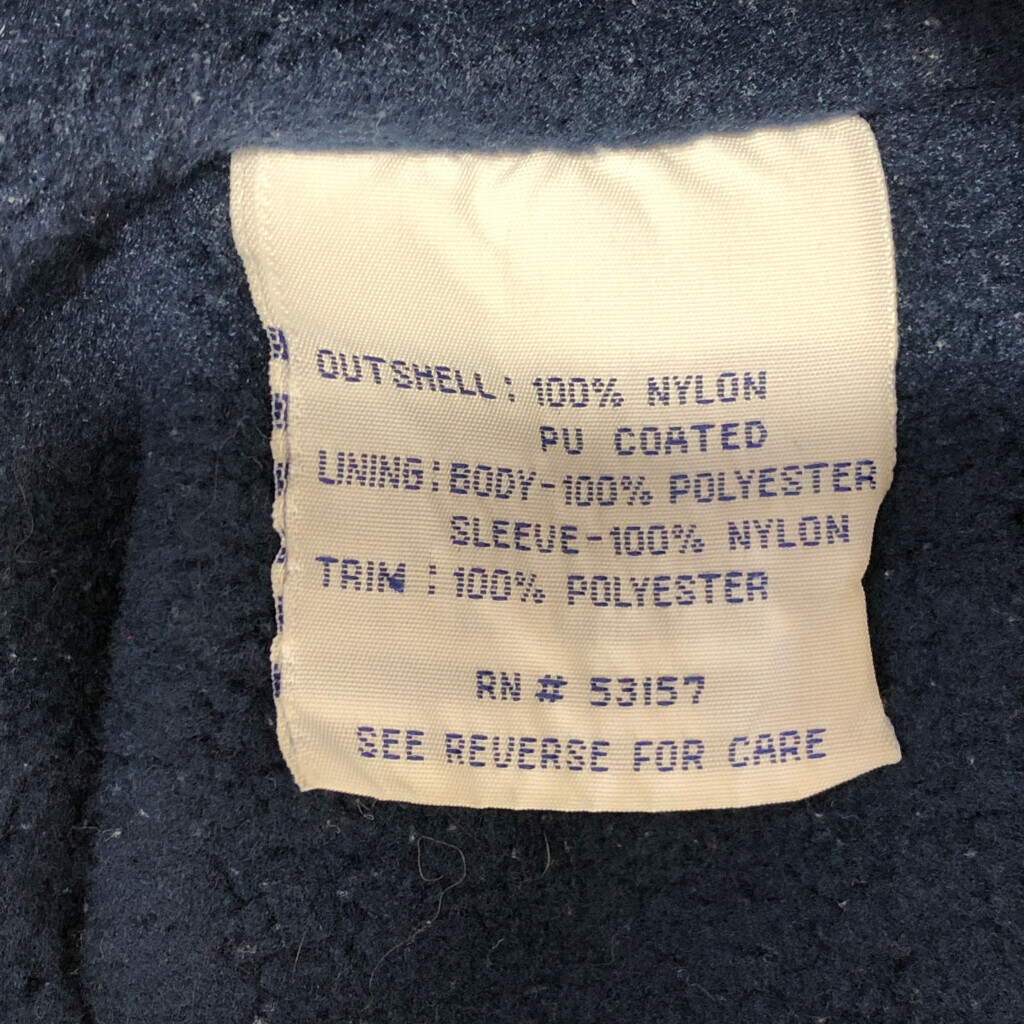 OUTSHELL: 100% NYLON
PU COATED
LINING: BODY-100% POLYESTER
SLEEVE-100% NYLON
TRIM : 100% POLYESTER
RN # 53157
SEE REVERSE FOR CARE